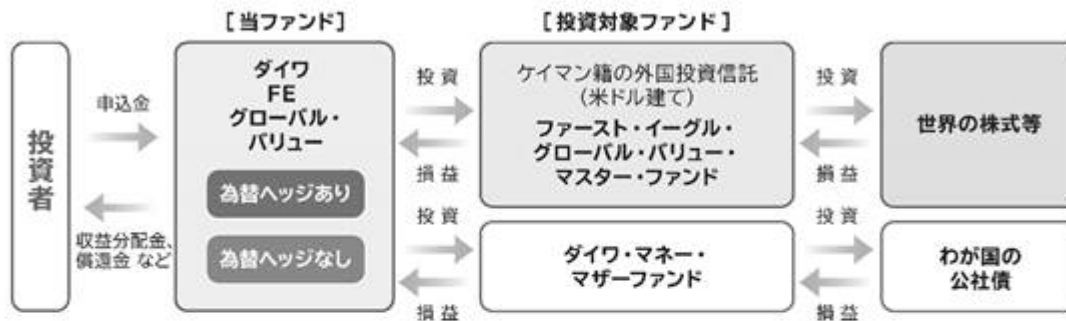 [当ファンド]
[投資対象ファンド]
投資者
申込金
収益分配金、
償還金 など
ダイワ
FE
グローバル・
バリュー
為替ヘッジあり
為替ヘッジなし
投資
損益
投資
損益
ケイマン籍の外国投資信託
(米ドル建て)
ファースト・イーグル・
グローバル・バリュー・
マスター・ファンド
ダイワ・マネー・
マザーファンド
投資
損益
投資
損益
世界の株式等
わが国の
公社債